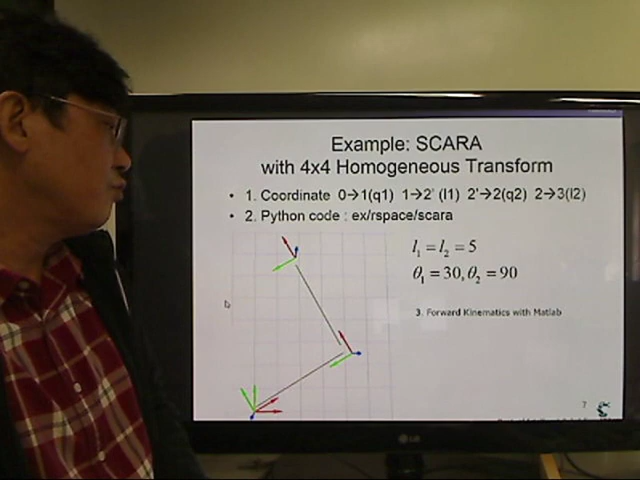 Example: SCARA
with 4x4 Homogeneous Transform
• 1. Coordinate 0→1(q1) 1→2' (l1) 2'→2(q2) 2→3(l2)
• 2. Python code : ex/rspace/scara
l₁ = l₂ = 5
θ₁ = 30, θ₂ = 90
3. Forward Kinematics with Matlab
7
LG